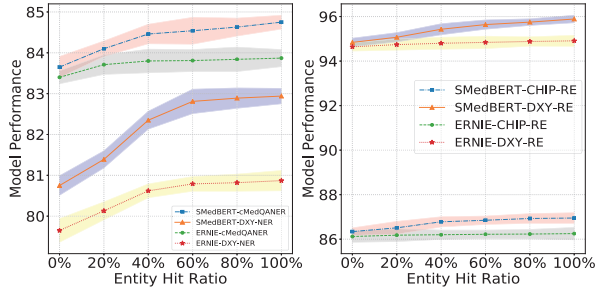 85
84
83
82
81
80
Model Performance
0% 20% 40% 60% 80% 100%
Entity Hit Ratio
SMedBERT-cMedQANER
SMedBERT-DXY-NER
ERNIE-cMedQANER
ERNIE-DXY-NER
96
94
92
90
88
86
Model Performance
0% 20% 40% 60% 80% 100%
Entity Hit Ratio
SMedBERT-CHIP-RE
SMedBERT-DXY-RE
ERNIE-CHIP-RE
ERNIE-DXY-RE